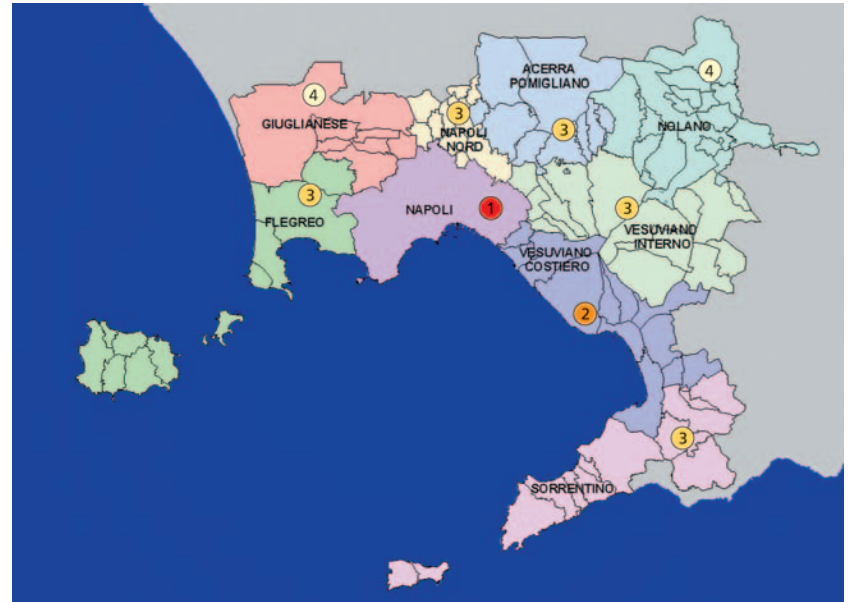 ACERRA
POMIGLIANO
4
4
GIUGLIANESE
3
NAPOLI
NORD
3
NOLANO
3
FLEGREO
NAPOLI
1
3
VESUVIANO
INTERNO
VESUVIANO
COSTIERO
2
3
SORRENTINO